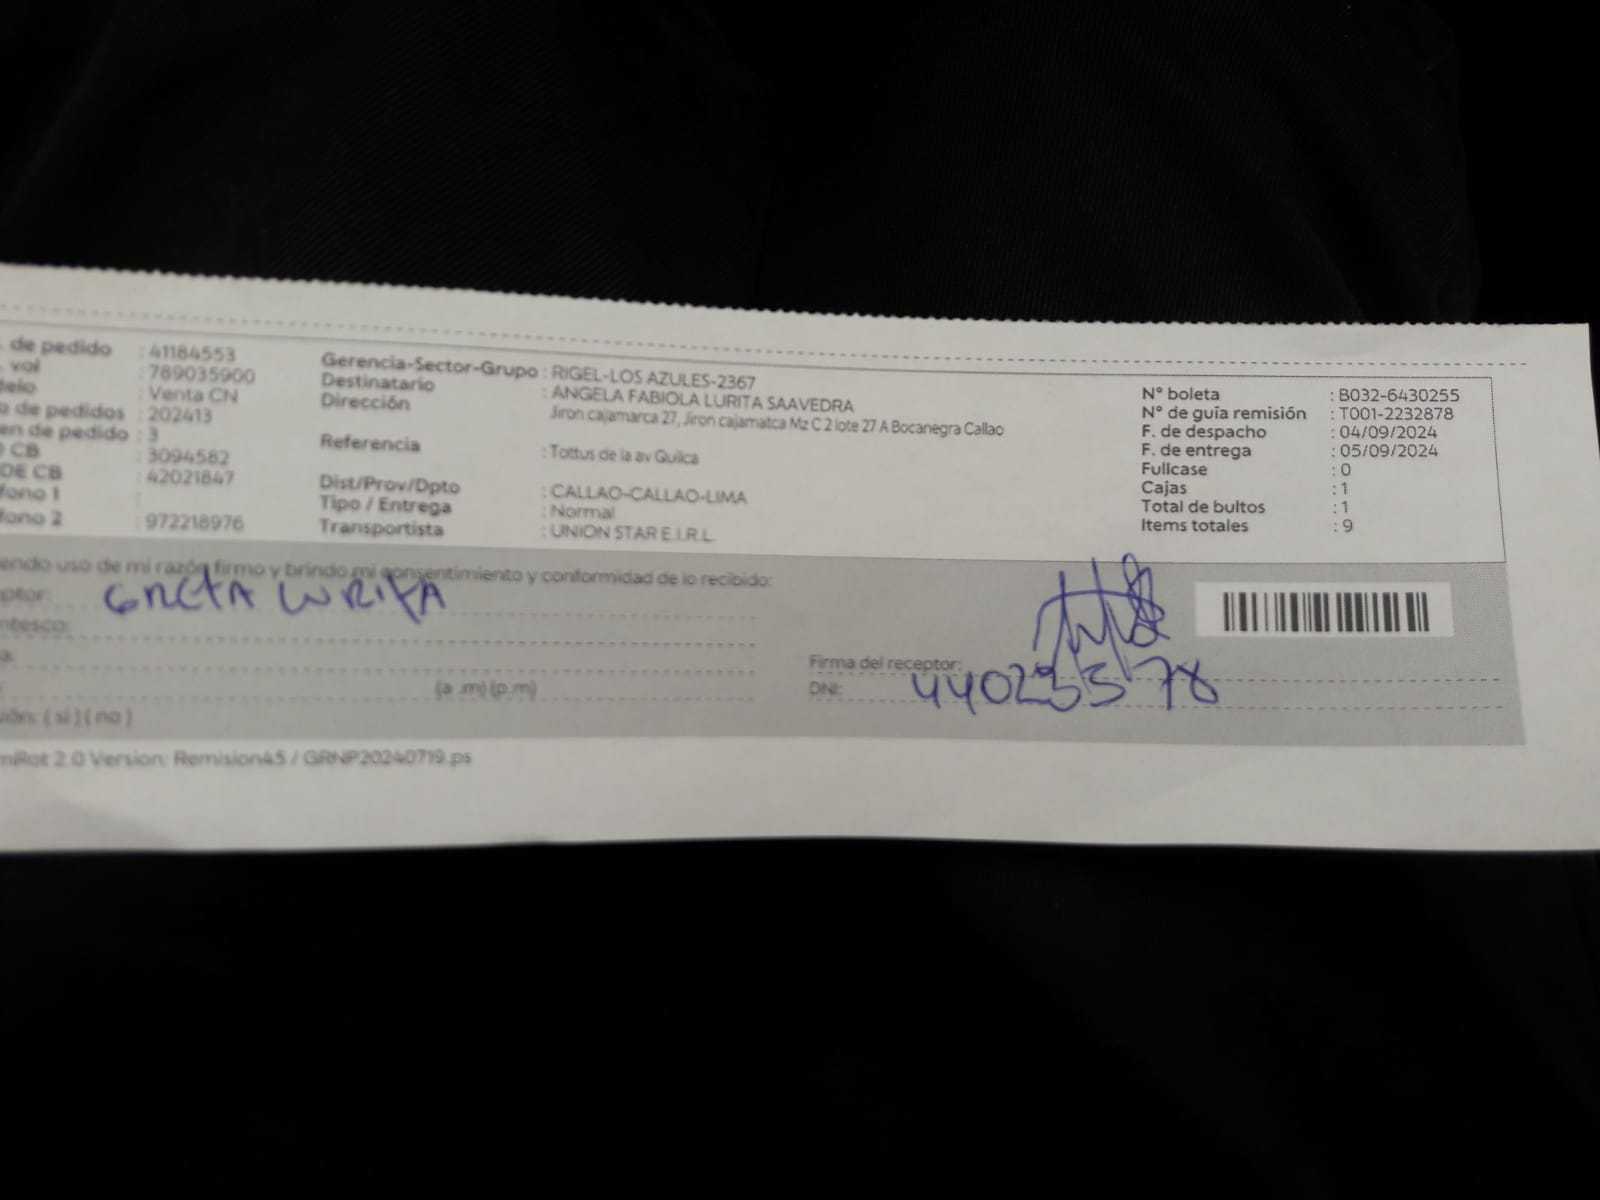 . de pedido : 41184553
. vol : 789035900
delo : Venta CN
o de pedidos : 202413
en de pedido : 3
CB : 3094582
DE CB : 42021847
fono 1 :
fono 2 : 972218976
Gerencia-Sector-Grupo : RIGEL-LOS AZULES-2367
Destinatario : ANGELA FABIOLA LURITA SAAVEDRA
Dirección : Jiron cajamarca 27, Jiron cajamatca Mz C 2 lote 27 A Bocanegra Callao
Referencia : Tottus de la av Quilca
Dist/Prov/Dpto : CALLAO-CALLAO-LIMA
Tipo / Entrega : Normal
Transportista : UNION STAR E.I.R.L.
N° boleta : B032-6430255
N° de guía remisión : T001-2232878
F. de despacho : 04/09/2024
F. de entrega : 05/09/2024
Fullcase : 0
Cajas : 1
Total de bultos : 1
Items totales : 9
endo uso de mi razón firmo y brindo mi consentimiento y conformidad de lo recibido:
ptor: GRETA LURITA
ntesco:
a:
(a .m) (p.m)
ión: ( si ) ( no )
Firma del receptor:
DNI:
miRot 2.0 Version: Remision45 / GRNP20240719.ps